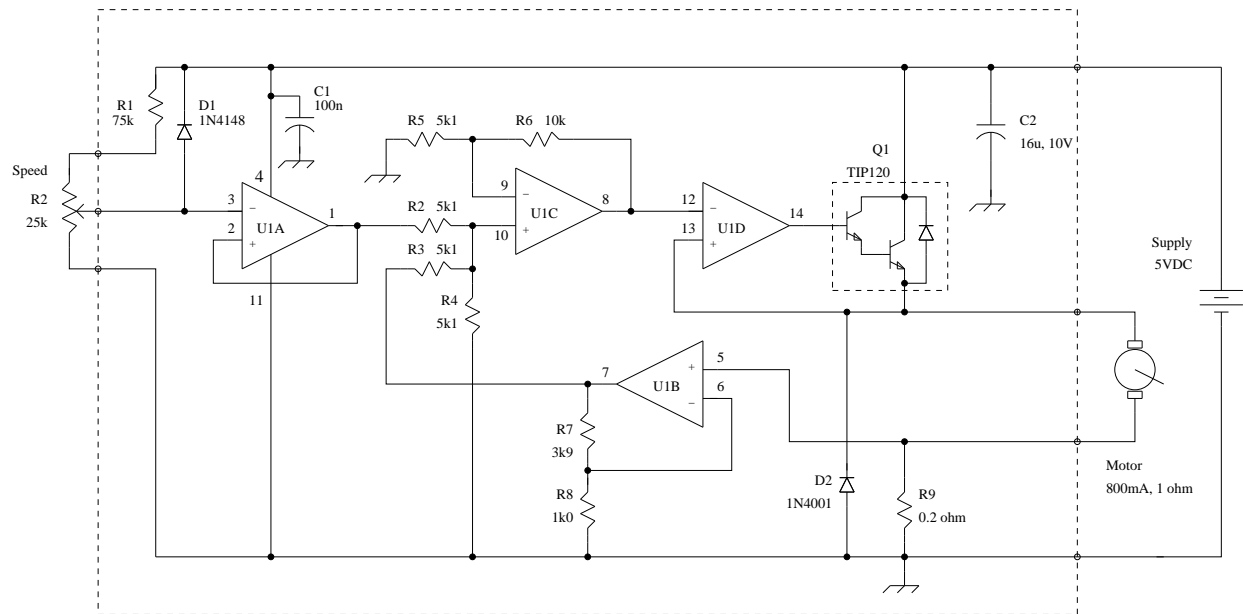 R1
75k
D1
1N4148
C1
100n
Speed
R2
25k
3
−
4
2
+
U1A
1
11
R5 5k1
R6 10k
9
−
U1C
8
10
+
R2 5k1
R3 5k1
R4
5k1
12
−
13
+
U1D
14
Q1
TIP120
C2
16u, 10V
Supply
5VDC
7
U1B
+
5
−
6
R7
3k9
R8
1k0
D2
1N4001
R9
0.2 ohm
Motor
800mA, 1 ohm